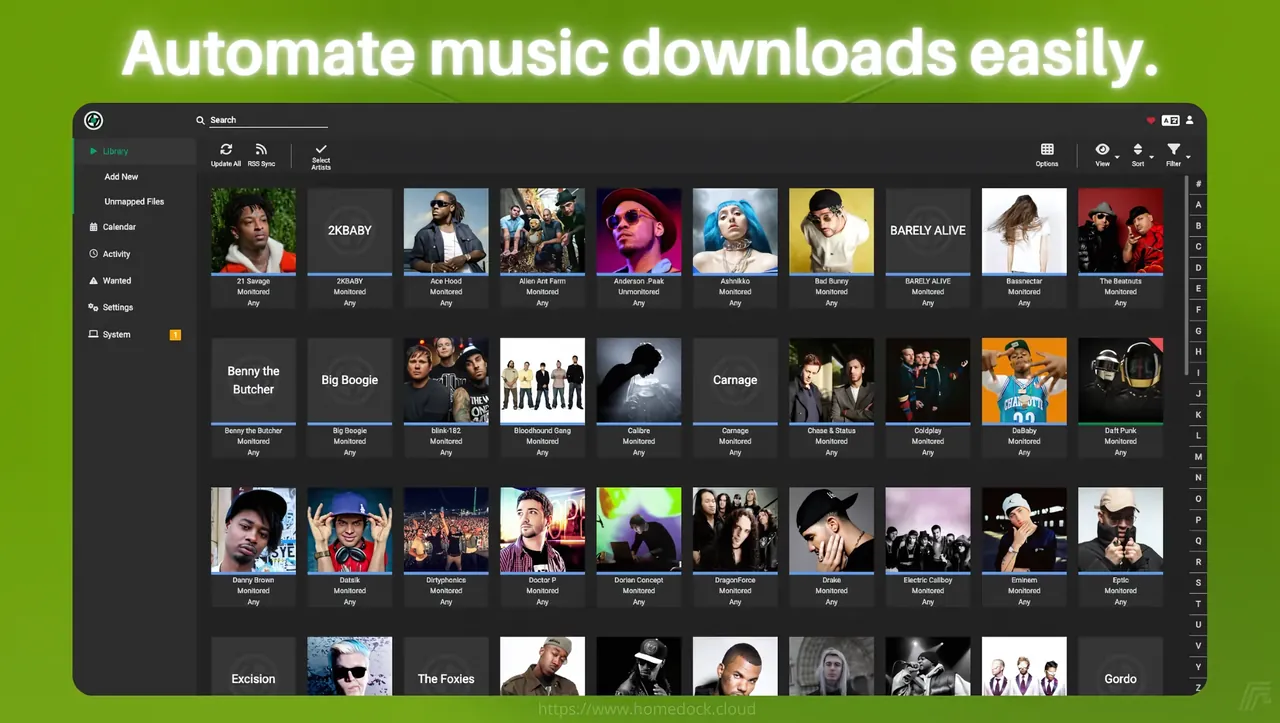 Automate music downloads easily.
Search
Library
Add New
Unmapped Files
Calendar
Activity
Wanted
Settings
System
1
Update All
RSS Sync
Select
Artists
Options
View
Sort
Filter
2KBABY
BARELY ALIVE
21 Savage
Monitored
Any
2KBABY
Monitored
Any
Ace Hood
Monitored
Any
Alien Ant Farm
Monitored
Any
Anderson .Paak
Unmonitored
Any
Ashnikko
Monitored
Any
Bad Bunny
Monitored
Any
BARELY ALIVE
Monitored
Any
Bassnectar
Monitored
Any
The Beatnuts
Monitored
Any
Benny the
Butcher
Big Boogie
Carnage
Benny the Butcher
Monitored
Any
Big Boogie
Monitored
Any
blink-182
Monitored
Any
Bloodhound Gang
Monitored
Any
Calibre
Monitored
Any
Carnage
Monitored
Any
Chase & Status
Monitored
Any
Coldplay
Monitored
Any
DaBaby
Monitored
Any
Daft Punk
Monitored
Any
Danny Brown
Monitored
Any
Datsik
Monitored
Any
Dirtyphonics
Monitored
Any
Doctor P
Monitored
Any
Dorian Concept
Monitored
Any
DragonForce
Monitored
Any
Drake
Monitored
Any
Electric Callboy
Monitored
Any
Eminem
Monitored
Any
Eptic
Monitored
Any
Excision
The Foxies
Gordo
#
A
B
C
D
E
F
G
H
I
J
K
L
M
N
O
P
Q
R
S
T
U
V
Y
Z
https://www.homedock.cloud